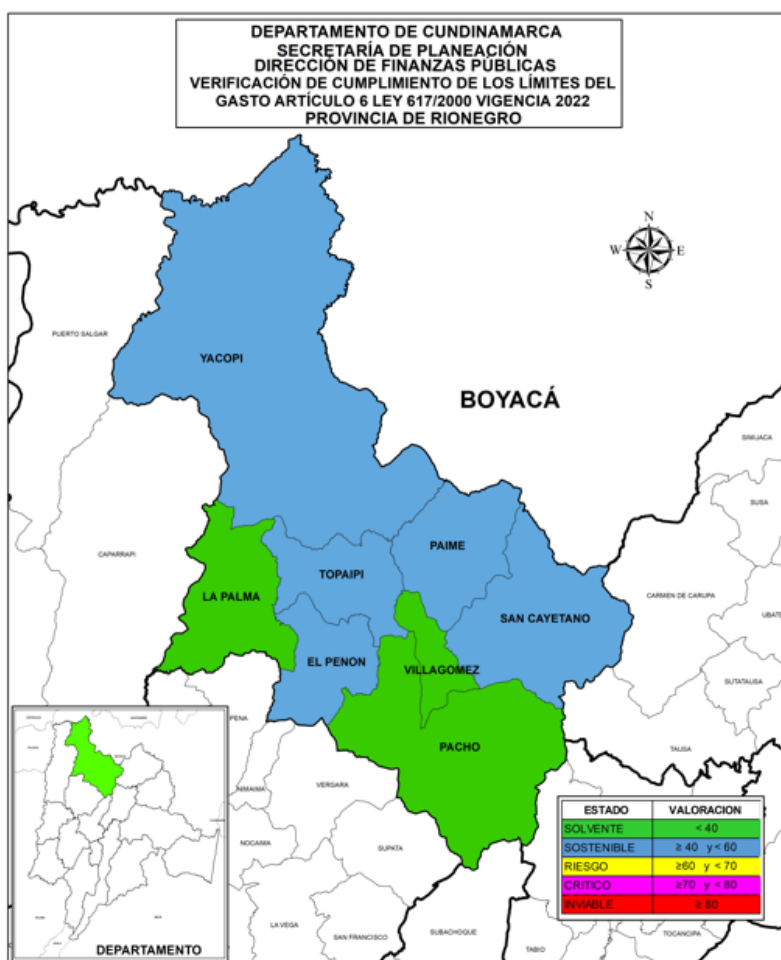 DEPARTAMENTO DE CUNDINAMARCA
SECRETARÍA DE PLANEACIÓN
DIRECCIÓN DE FINANZAS PÚBLICAS
VERIFICACIÓN DE CUMPLIMIENTO DE LOS LÍMITES DEL
GASTO ARTÍCULO 6 LEY 617/2000 VIGENCIA 2022
PROVINCIA DE RIONEGRO
N
W E
S
PUERTO SALGAR
YACOPI
BOYACÁ
SIMIJACA
SUSA
CAPARRAPI
PAIME
TOPAIPI
LA PALMA
CARMEN DE CARUPA
UBATE
SAN CAYETANO
EL PENON
VILLAGOMEZ
SUTATAUSA
PENA
PACHO
TAUSA
VERGARA
NIMAIMA
NOCAIMA
SUPATA
LA VEGA
SAN FRANCISCO
SUBACHOQUE
TABIO
TOCANCIPA
ESTADO VALORACION
SOLVENTE < 40
SOSTENIBLE ≥ 40 y < 60
RIESGO ≥60 y < 70
CRITICO ≥70 y < 80
INVIABLE ≥ 80
DEPARTAMENTO